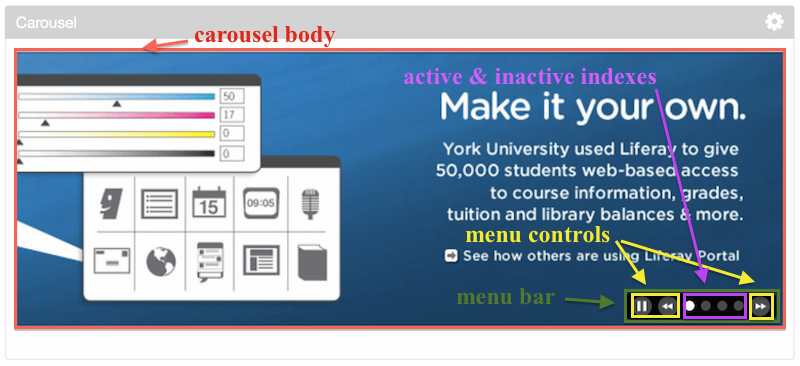 Carousel
carousel body
active & inactive indexes
50
17
0
0
Make it your own.
York University used Liferay to give
50,000 students web-based access
to course information, grades,
tuition and library balances & more.
15
09:05
menu controls
See how others are using Liferay Portal
menu bar